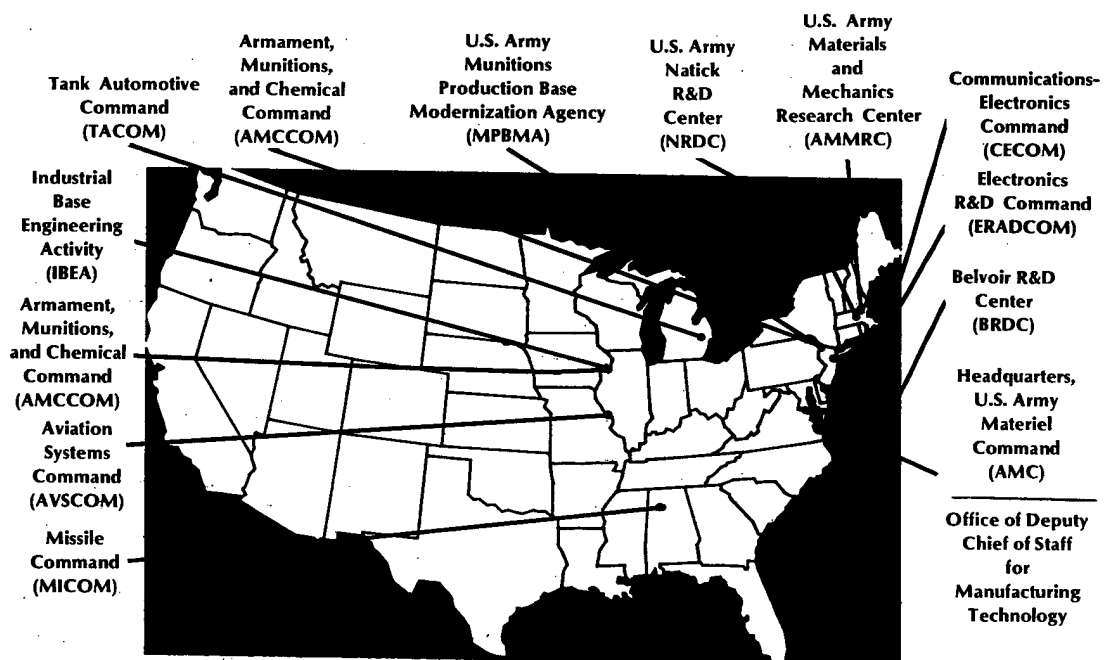 Tank Automotive
Command
(TACOM)
Armament,
Munitions,
and Chemical
Command
(AMCCOM)
U.S. Army
Munitions
Production Base
Modernization Agency
(MPBMA)
U.S. Army
Natick
R&D
Center
(NRDC)
U.S. Army
Materials
and
Mechanics
Research Center
(AMMRC)
Communications-
Electronics
Command
(CECOM)
Electronics
R&D Command
(ERADCOM)
Belvoir R&D
Center
(BRDC)
Headquarters,
U.S. Army
Materiel
Command
(AMC)
Office of Deputy
Chief of Staff
for
Manufacturing
Technology
Industrial
Base
Engineering
Activity
(IBEA)
Armament,
Munitions,
and Chemical
Command
(AMCCOM)
Aviation
Systems
Command
(AVSCOM)
Missile
Command
(MICOM)